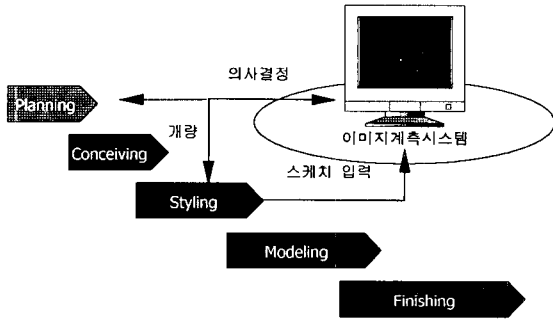 의사결정
Planning
개량
이미지계측시스템
Conceiving
스케치 입력
Styling
Modeling
Finishing